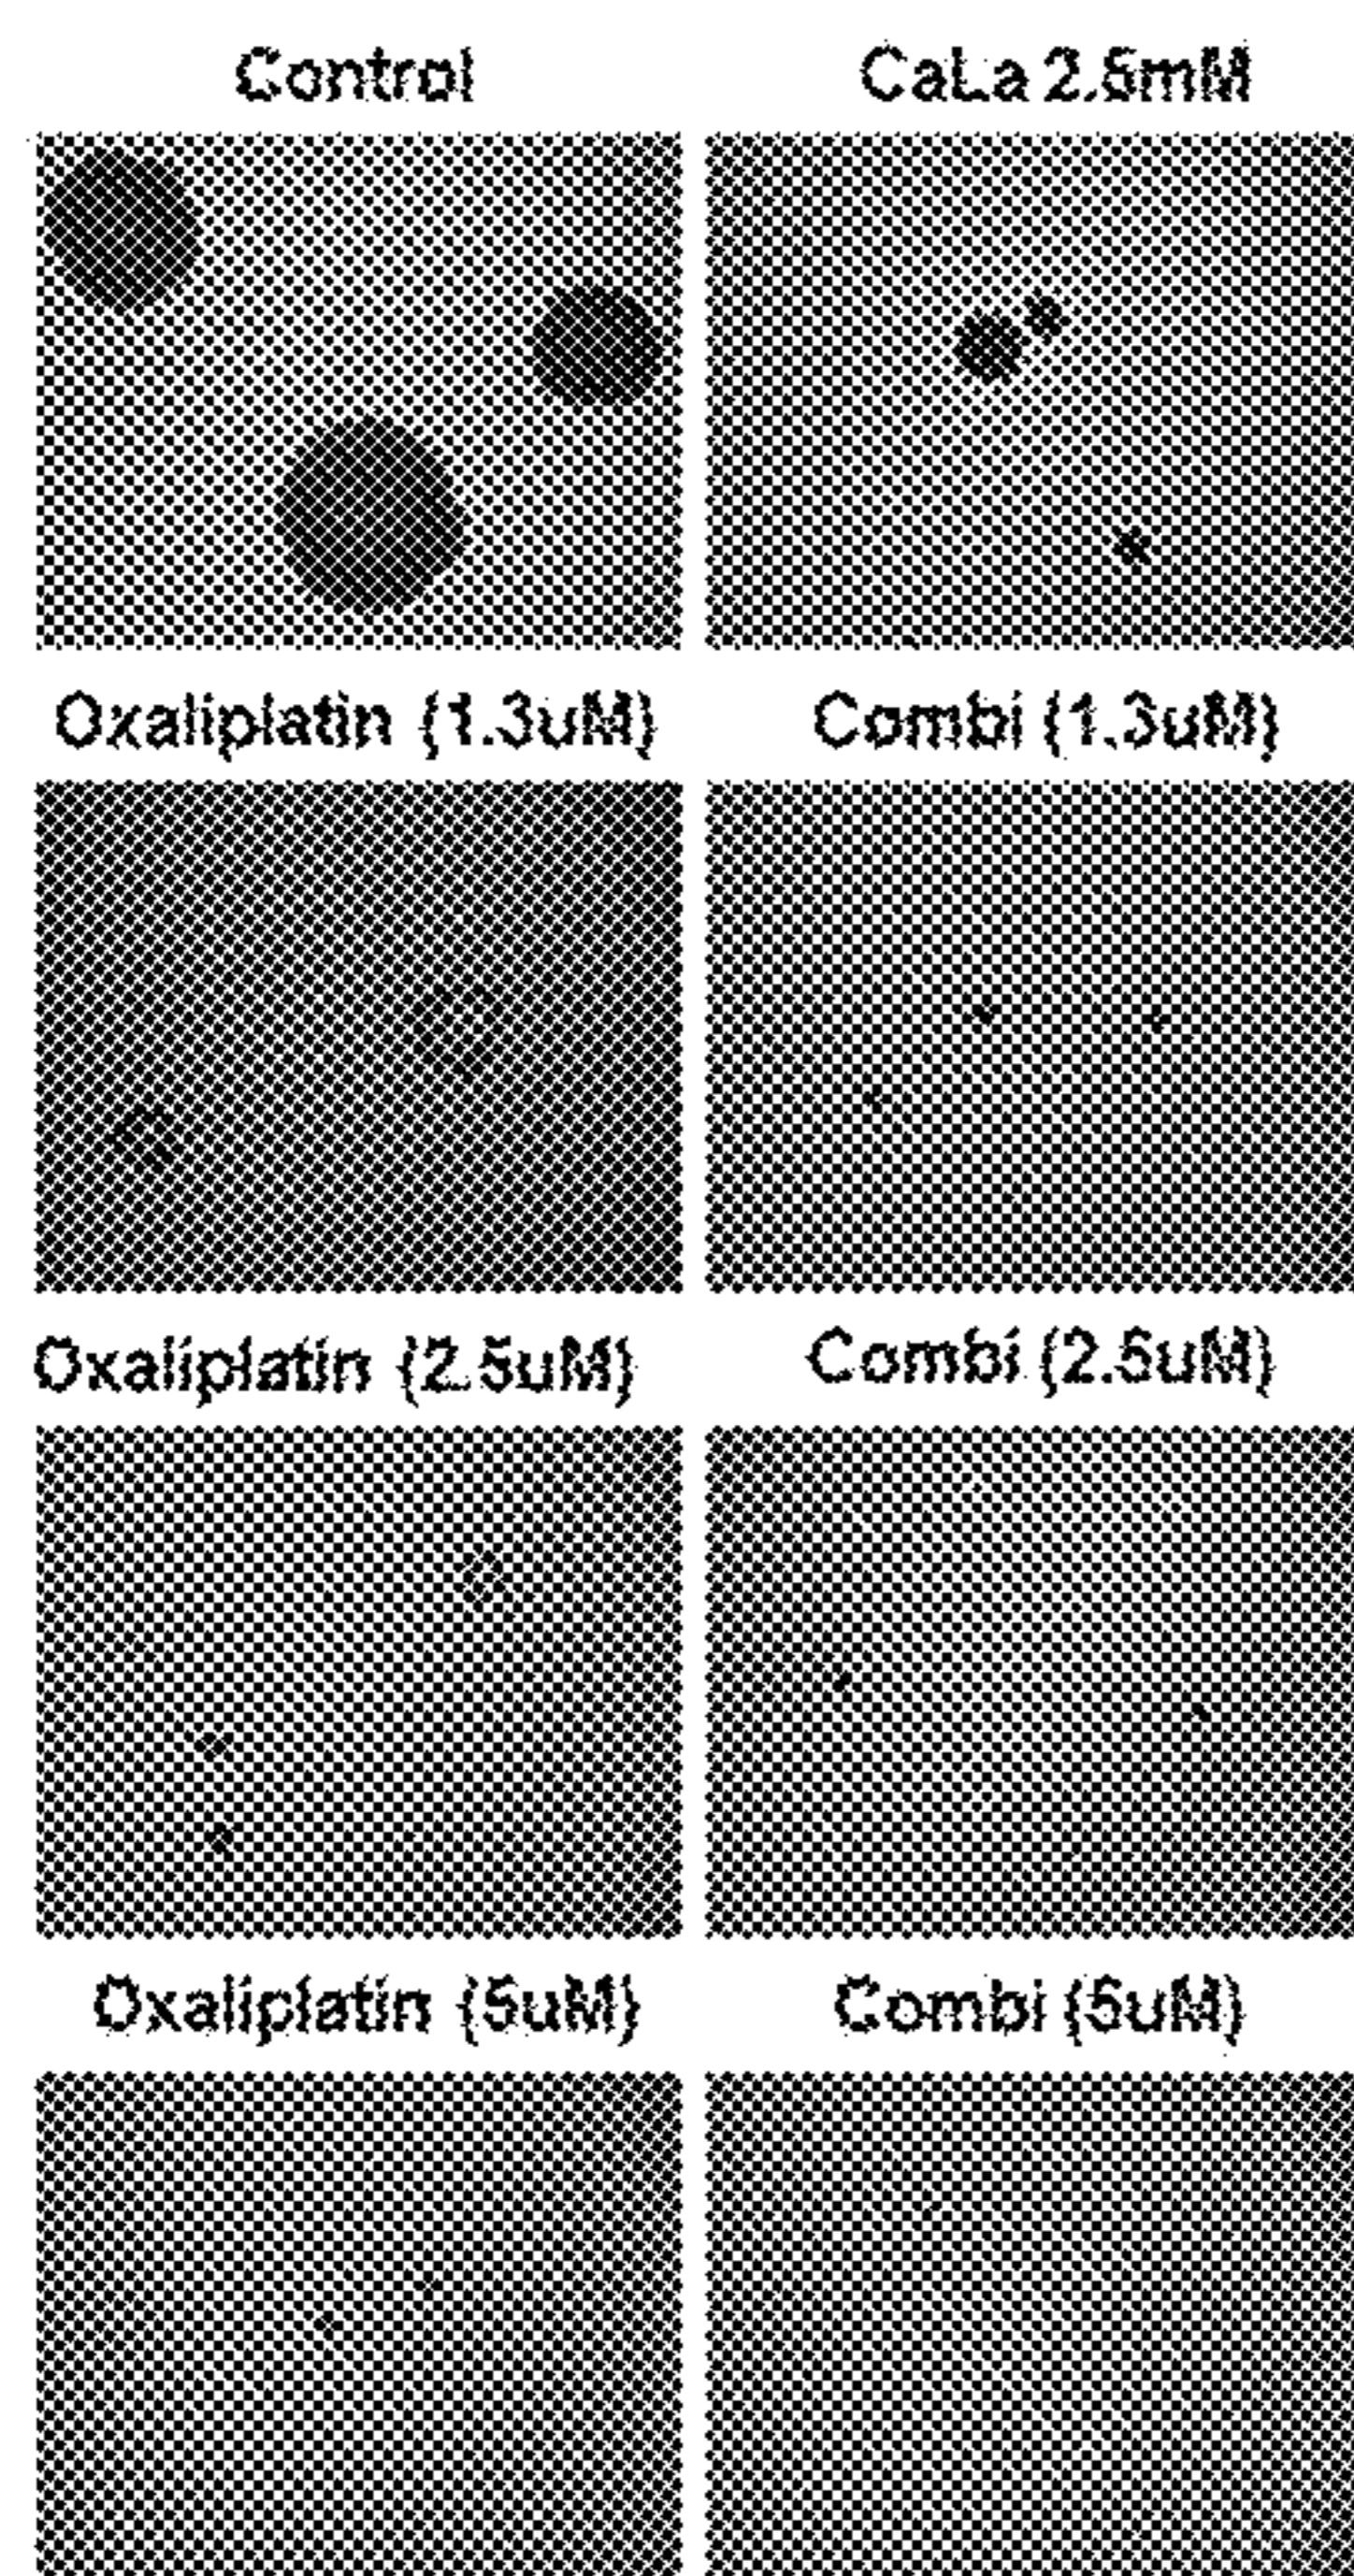 Control
CaLa 2.5mM
Oxaliplatin (1.3uM)
Combi (1.3uM)
Oxaliplatin (2.5uM)
Combi (2.5uM)
Oxaliplatin (5uM)
Combi (5uM)